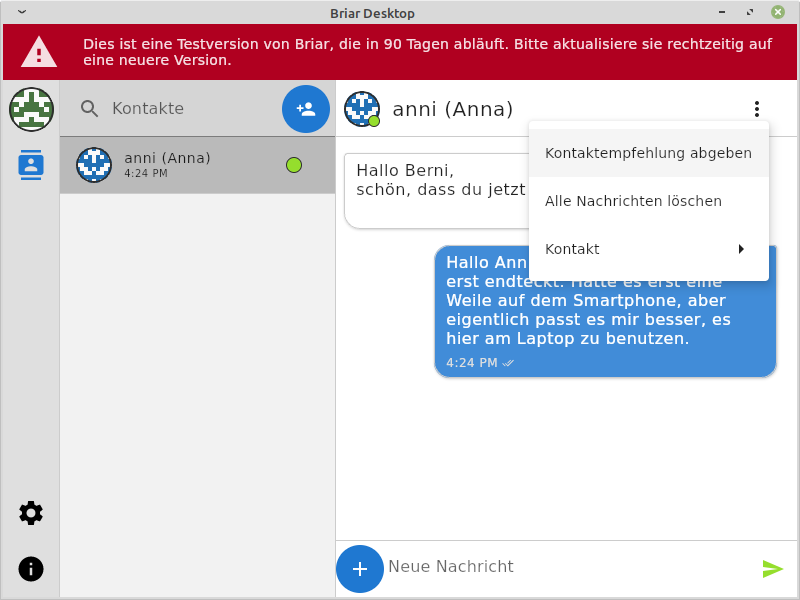 Briar Desktop
Dies ist eine Testversion von Briar, die in 90 Tagen abläuft. Bitte aktualisiere sie rechtzeitig auf
eine neuere Version.
Kontakte
anni (Anna)
4:24 PM
anni (Anna)
Kontaktempfehlung abgeben
Alle Nachrichten löschen
Kontakt
Hallo Berni,
schön, dass du jetzt
Hallo Ann
erst endteckt. Hatte es erst eine
Weile auf dem Smartphone, aber
eigentlich passt es mir besser, es
hier am Laptop zu benutzen.
4:24 PM
Neue Nachricht